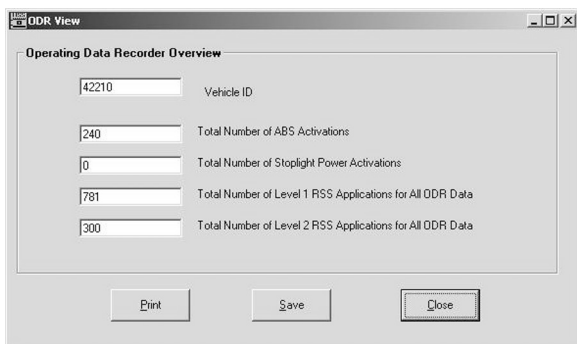 ODR View
Operating Data Recorder Overview
42210 Vehicle ID
240 Total Number of ABS Activations
0 Total Number of Stoplight Power Activations
781 Total Number of Level 1 RSS Applications for All ODR Data
300 Total Number of Level 2 RSS Applications for All ODR Data
Print Save Close